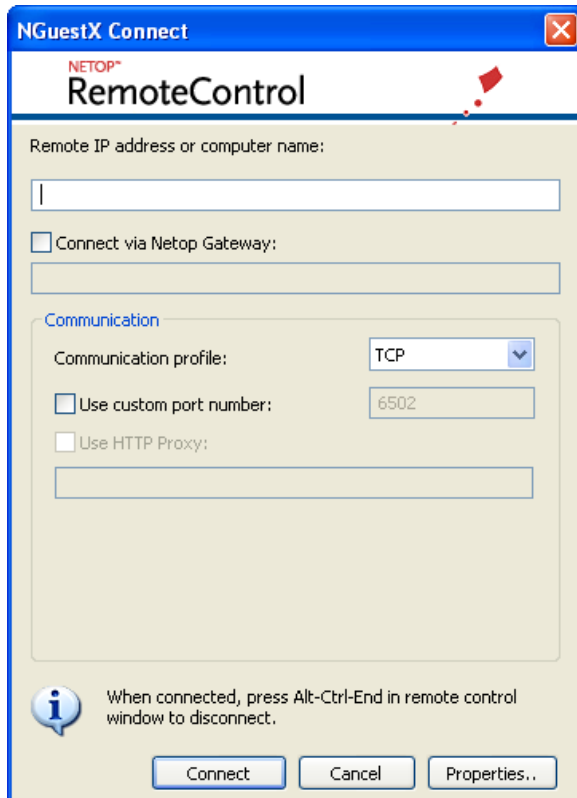 NGuestX Connect
NETOP™
RemoteControl
Remote IP address or computer name:
Connect via Netop Gateway:
Communication
Communication profile:
TCP
Use custom port number:
6502
Use HTTP Proxy:
When connected, press Alt-Ctrl-End in remote control
window to disconnect.
Connect
Cancel
Properties..